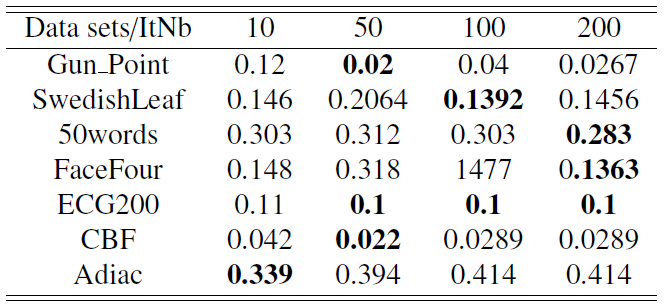 Data sets/ItNb 10 50 100 200
Gun_Point 0.12 0.02 0.04 0.0267
SwedishLeaf 0.146 0.2064 0.1392 0.1456
50words 0.303 0.312 0.303 0.283
FaceFour 0.148 0.318 1477 0.1363
ECG200 0.11 0.1 0.1 0.1
CBF 0.042 0.022 0.0289 0.0289
Adiac 0.339 0.394 0.414 0.414